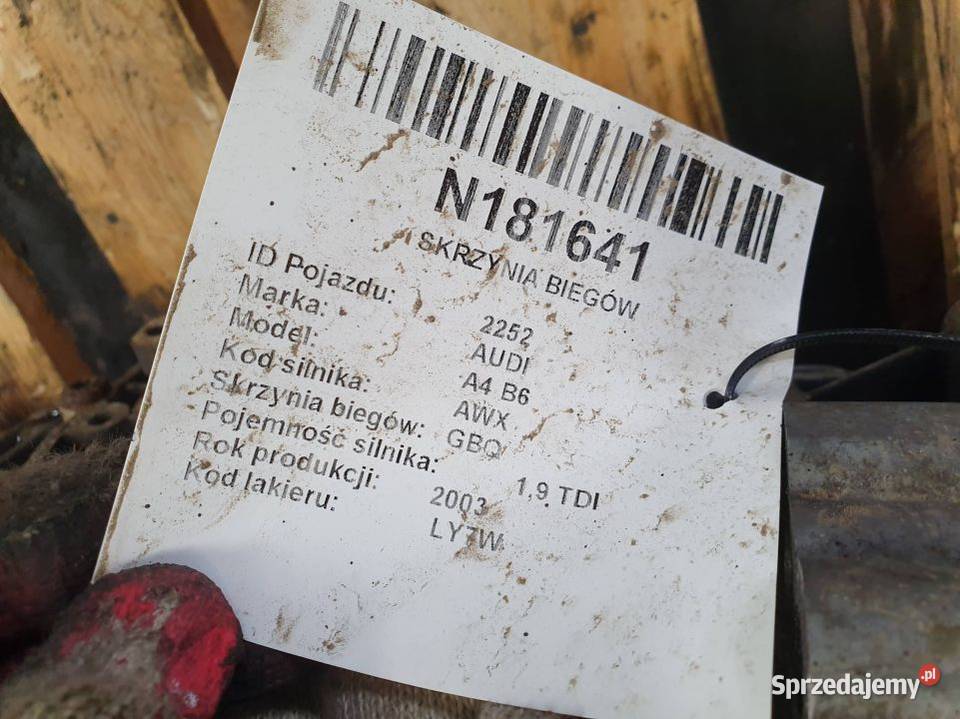 N181641
SKRZYNIA BIEGÓW
ID Pojazdu: 2252
Marka: AUDI
Model: A4 B6
Kod silnika: AWX
Skrzynia biegów: GBQ
Pojemność silnika: 1,9 TDI
Rok produkcji: 2003
Kod lakieru: LY7W
Sprzedajemy.pl